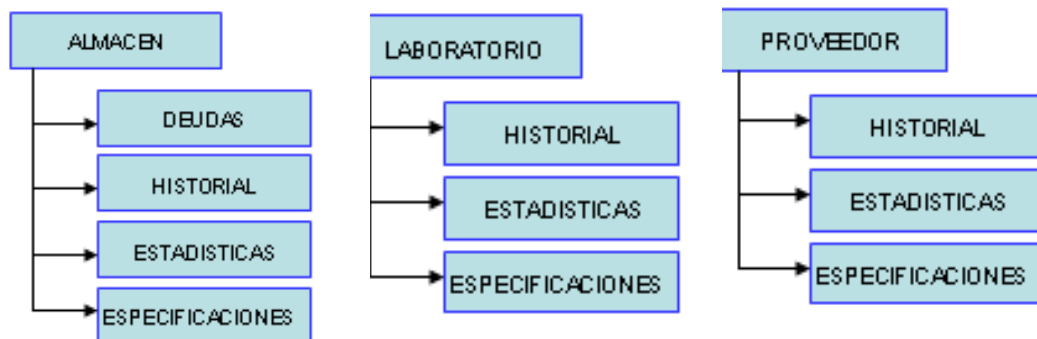 ALMACEN
DEUDAS
HISTORIAL
ESTADISTICAS
ESPECIFICACIONES
LABORATORIO
HISTORIAL
ESTADISTICAS
ESPECIFICACIONES
PROVEEDOR
HISTORIAL
ESTADISTICAS
ESPECIFICACIONES